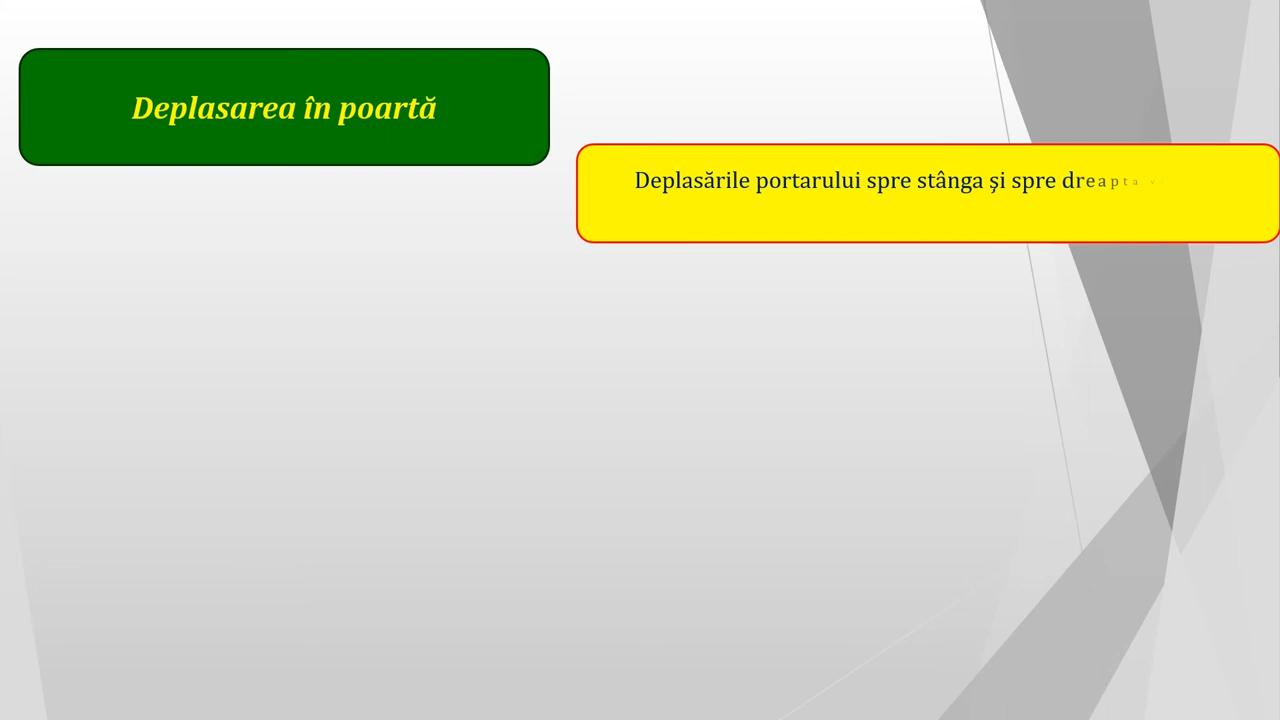 Deplasarea în poartă
Deplasările portarului spre stânga și spre dreapta